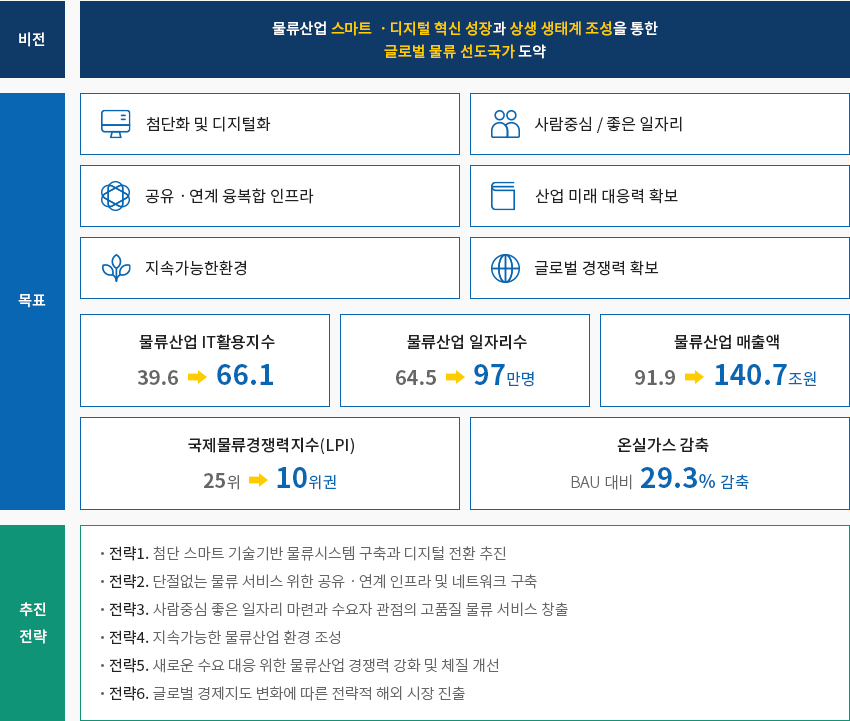 비전
물류산업 스마트 · 디지털 혁신 성장과 상생 생태계 조성을 통한
글로벌 물류 선도국가 도약
목표
첨단화 및 디지털화
사람중심 / 좋은 일자리
공유 · 연계 융복합 인프라
산업 미래 대응력 확보
지속가능한환경
글로벌 경쟁력 확보
물류산업 IT활용지수
39.6 66.1
물류산업 일자리수
64.5 97만명
물류산업 매출액
91.9 140.7조원
국제물류경쟁력지수(LPI)
25위 10위권
온실가스 감축
BAU 대비 29.3% 감축
추진
전략
· 전략1. 첨단 스마트 기술기반 물류시스템 구축과 디지털 전환 추진
· 전략2. 단절없는 물류 서비스 위한 공유 · 연계 인프라 및 네트워크 구축
· 전략3. 사람중심 좋은 일자리 마련과 수요자 관점의 고품질 물류 서비스 창출
· 전략4. 지속가능한 물류산업 환경 조성
· 전략5. 새로운 수요 대응 위한 물류산업 경쟁력 강화 및 체질 개선
· 전략6. 글로벌 경제지도 변화에 따른 전략적 해외 시장 진출